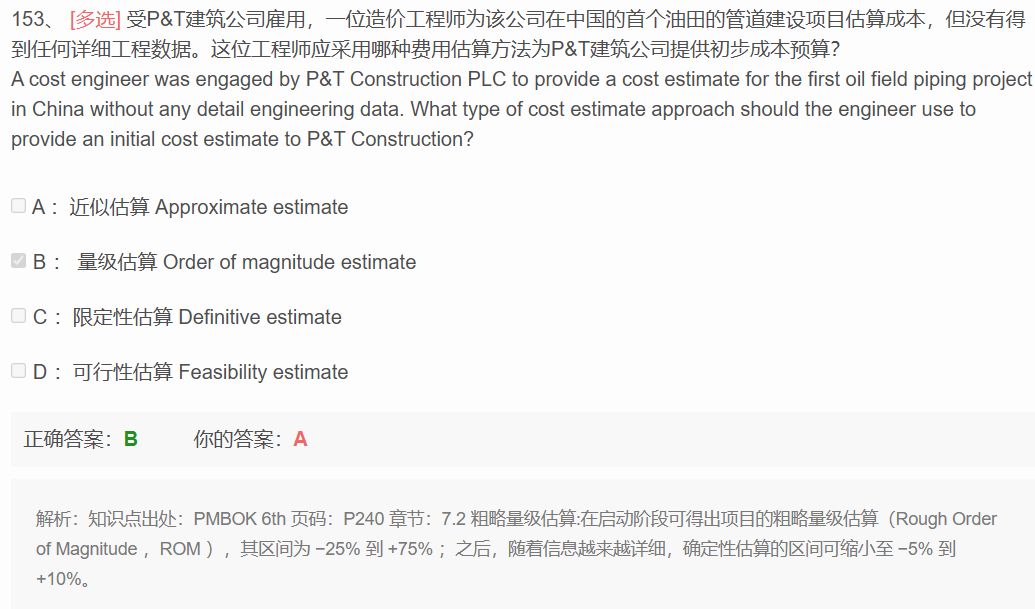 153、 [多选] 受P&T建筑公司雇用，一位造价工程师为该公司在中国的首个油田的管道建设项目估算成本，但没有得
到任何详细工程数据。这位工程师应采用哪种费用估算方法为P&T建筑公司提供初步成本预算？
A cost engineer was engaged by P&T Construction PLC to provide a cost estimate for the first oil field piping project
in China without any detail engineering data. What type of cost estimate approach should the engineer use to
provide an initial cost estimate to P&T Construction?
A： 近似估算 Approximate estimate
B： 量级估算 Order of magnitude estimate
C： 限定性估算 Definitive estimate
D： 可行性估算 Feasibility estimate
正确答案：B 你的答案：A
解析：知识点出处：PMBOK 6th 页码：P240 章节：7.2 粗略量级估算:在启动阶段可得出项目的粗略量级估算（Rough Order
of Magnitude ，ROM ），其区间为 −25% 到 +75% ；之后，随着信息越来越详细，确定性估算的区间可缩小至 −5% 到
+10%。